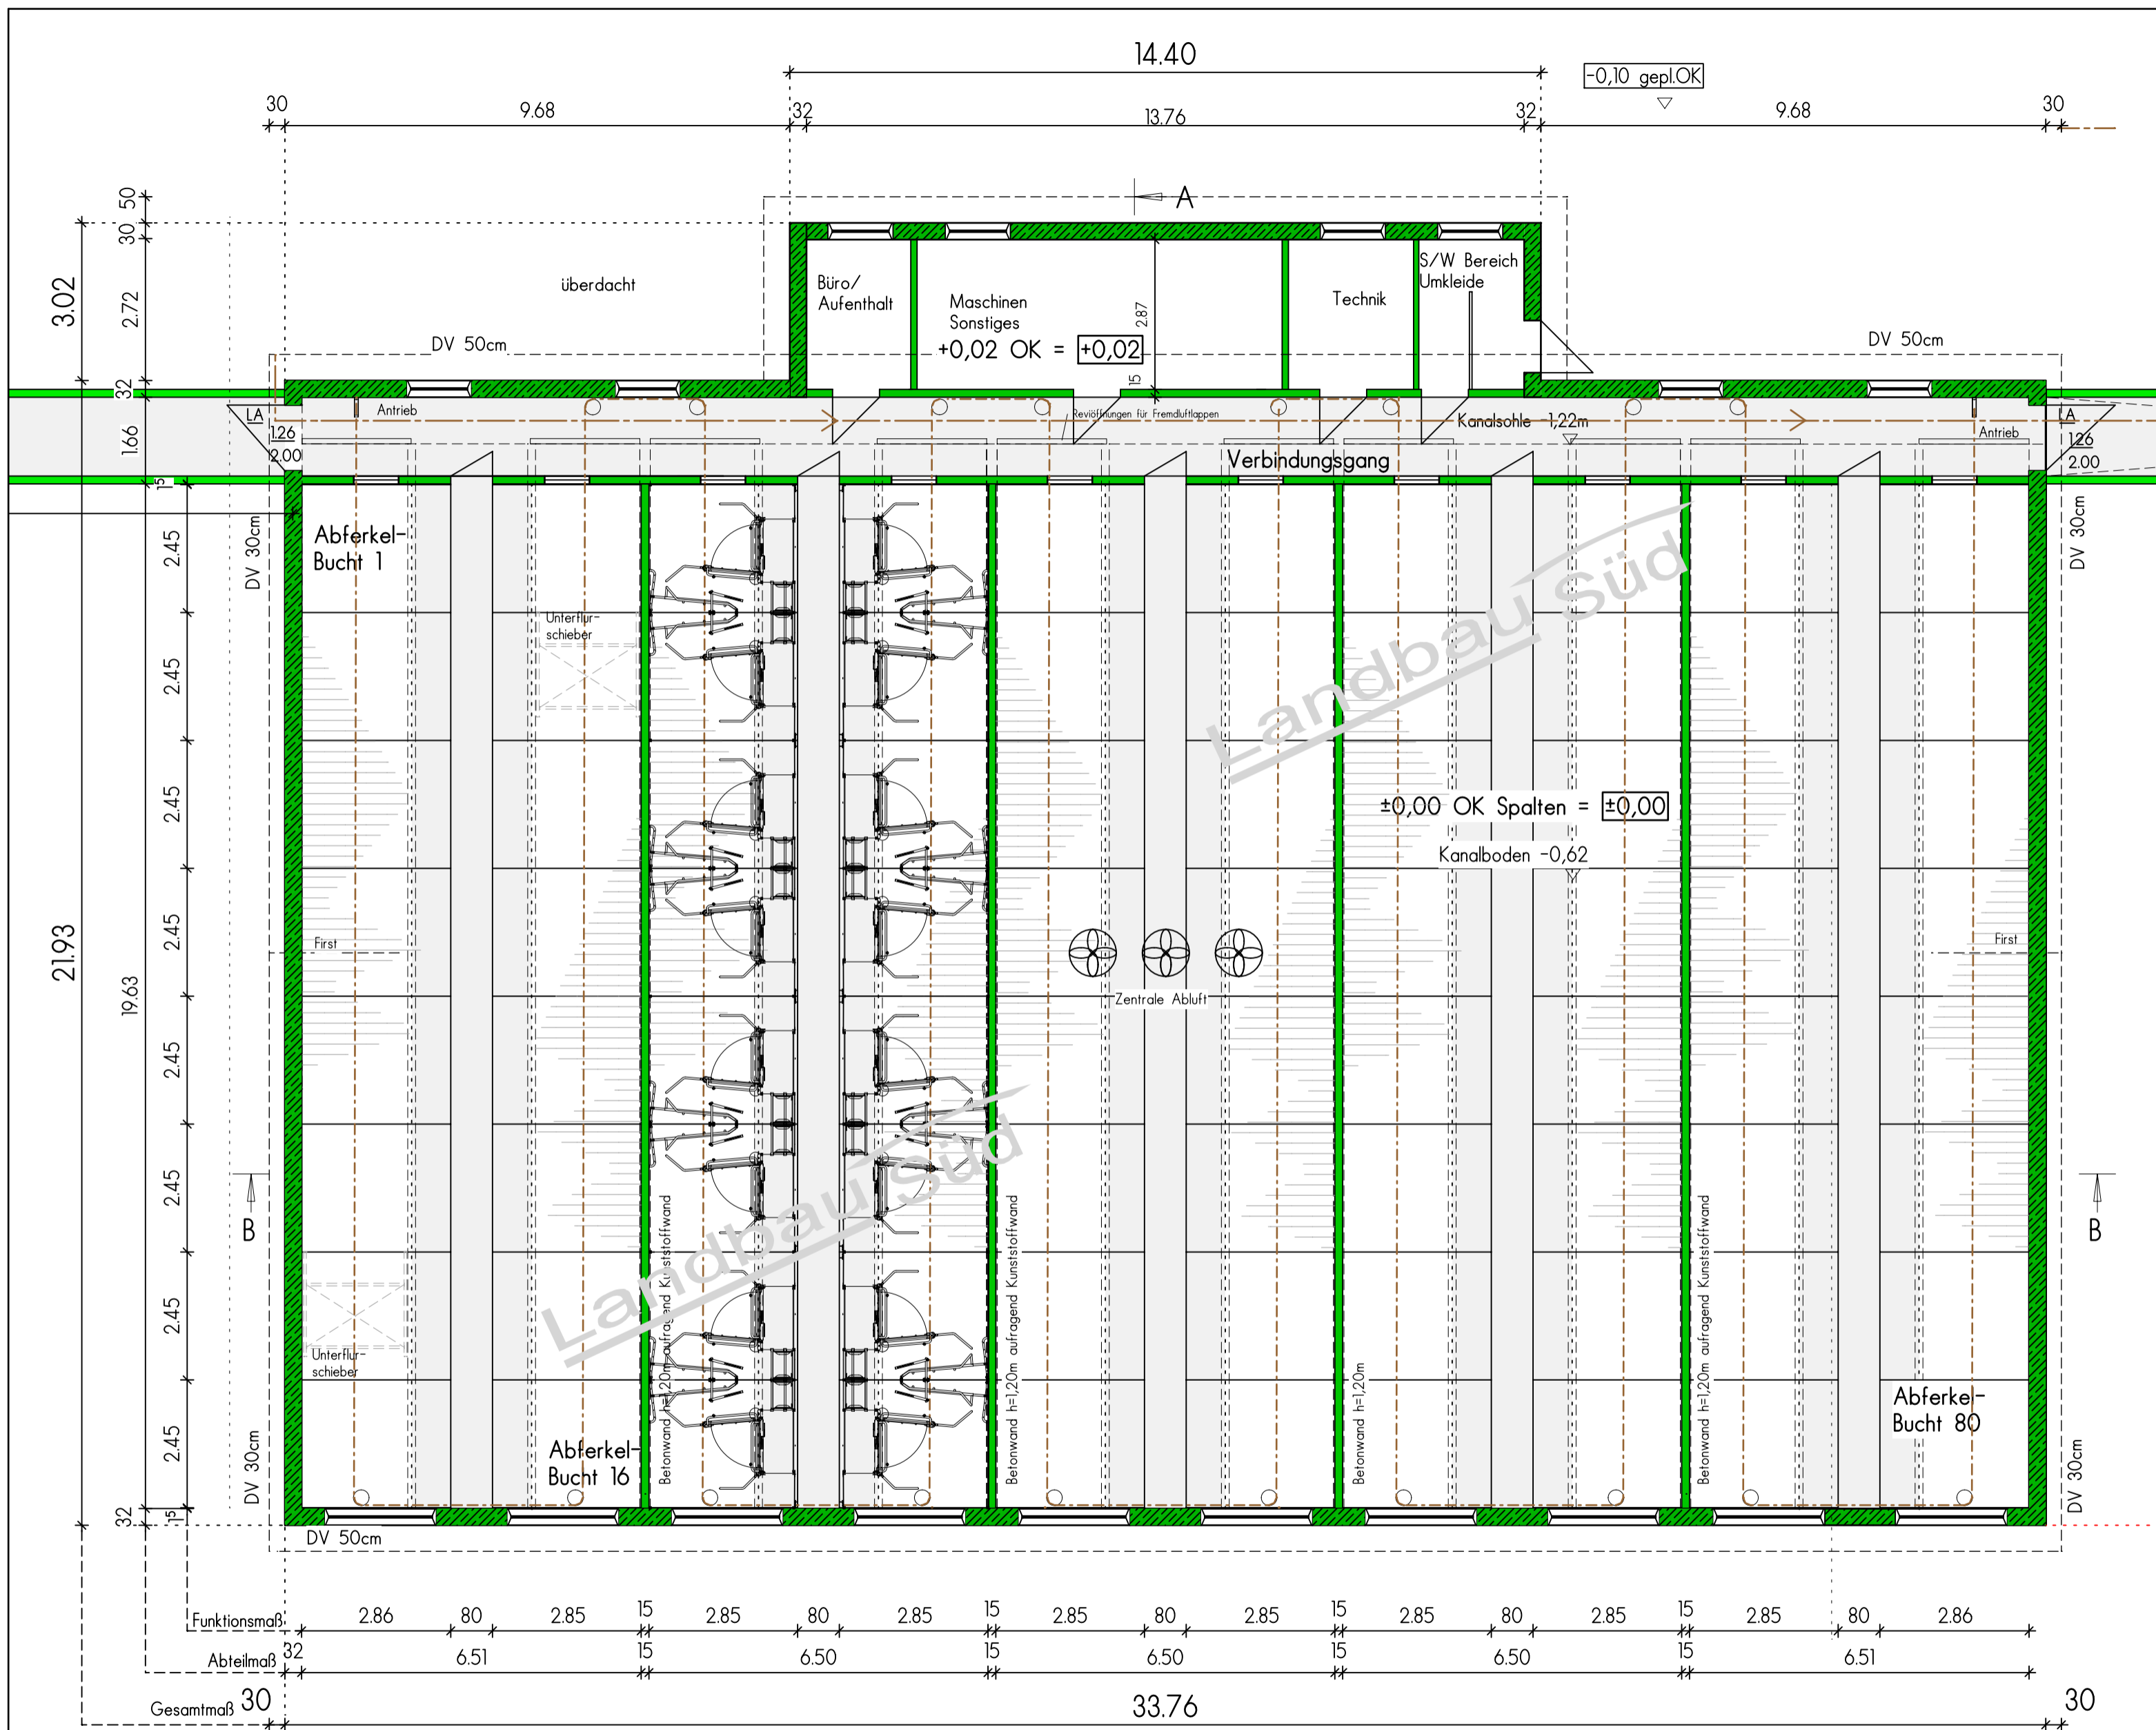 14.40
-0,10 gepl.OK
30
9.68
32
13.76
32
9.68
30
50
30
2.72
3.02
32
1.66
15
A
überdacht
DV 50cm
DV 50cm
Büro/
Aufenthalt
Maschinen
Sonstiges
+0,02 OK = +0,02
2.87
15
Technik
S/W Bereich
Umkleide
LA
1.26
2.00
Antrieb
Reviöffnungen für Fremdluftlappen
Kanalsohle -1,22m
Verbindungsgang
Antrieb
LA
1.26
2.00
DV 30cm
DV 30cm
Abferkel-
Bucht 1
Unterflur-
schieber
2.45
2.45
2.45
2.45
2.45
2.45
2.45
2.45
21.93
19.63
32
15
Landbau Süd
±0,00 OK Spalten = ±0,00
Kanalboden -0,62
First
First
Zentrale Abluft
Landbau Süd
B
B
Betonwand h=1,20m aufragend Kunststoffwand
Betonwand h=1,20m aufragend Kunststoffwand
Betonwand h=1,20m
Betonwand h=1,20m aufragend Kunststoffwand
Unterflur-
schieber
Abferkel-
Bucht 16
Abferkel-
Bucht 80
DV 30cm
DV 30cm
DV 50cm
Funktionsmaß
2.86
80
2.85
15
2.85
80
2.85
15
2.85
80
2.85
15
2.85
80
2.85
15
2.85
80
2.86
Abteilmaß
32
6.51
15
6.50
15
6.50
15
6.50
15
6.51
Gesamtmaß
30
33.76
30